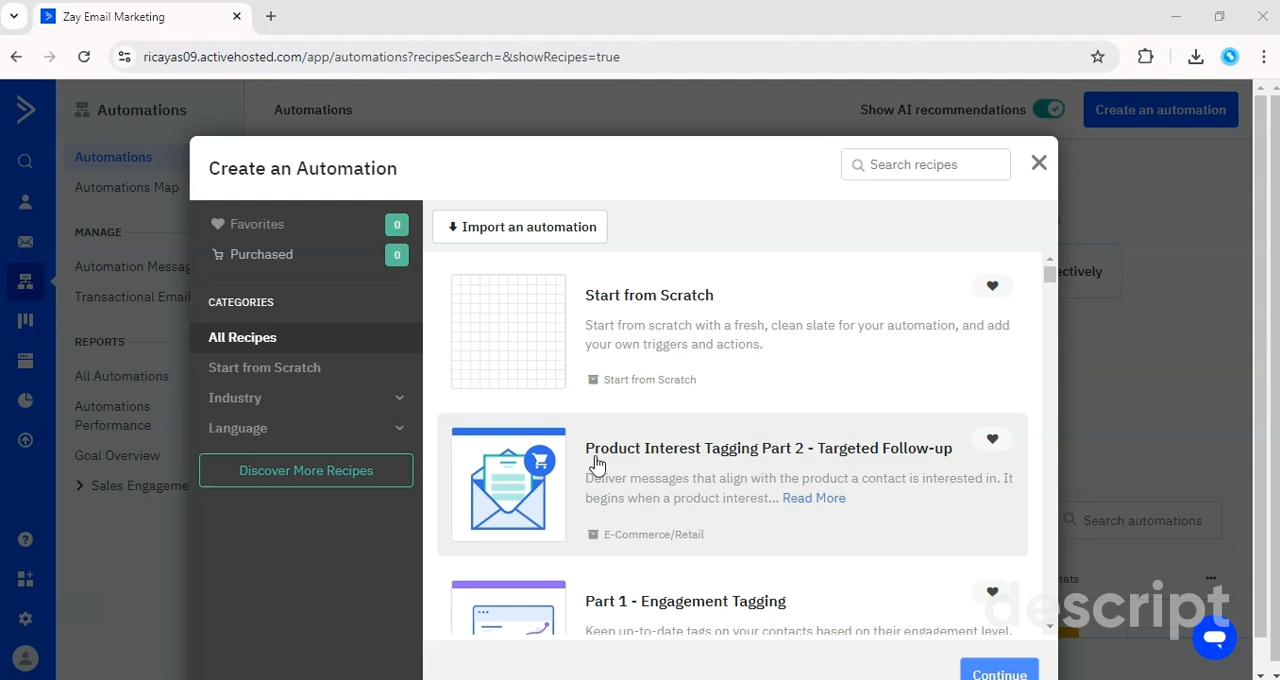 Zay Email Marketing
ricayas09.activehosted.com/app/automations?recipesSearch=&showRecipes=true
Automations
Automations
Show AI recommendations
Create an automation
Automations
Automations Map
MANAGE
Automation Messag
Transactional Email
REPORTS
All Automations
Automations
Performance
Goal Overview
Sales Engageme
Create an Automation
Search recipes
Favorites
0
Purchased
0
CATEGORIES
All Recipes
Start from Scratch
Industry
Language
Discover More Recipes
Import an automation
Start from Scratch
Start from scratch with a fresh, clean slate for your automation, and add
your own triggers and actions.
Start from Scratch
Product Interest Tagging Part 2 - Targeted Follow-up
Deliver messages that align with the product a contact is interested in. It
begins when a product interest... Read More
E-Commerce/Retail
Part 1 - Engagement Tagging
Keep up-to-date tags on your contacts based on their engagement level.
Continue
ectively
Search automations
tats
descript